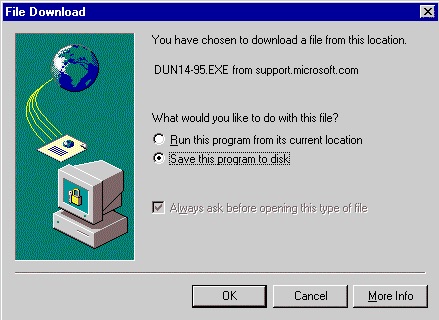 File Download
You have chosen to download a file from this location.
DUN14-95.EXE from support.microsoft.com
What would you like to do with this file?
Run this program from its current location
Save this program to disk
Always ask before opening this type of file
OK
Cancel
More Info